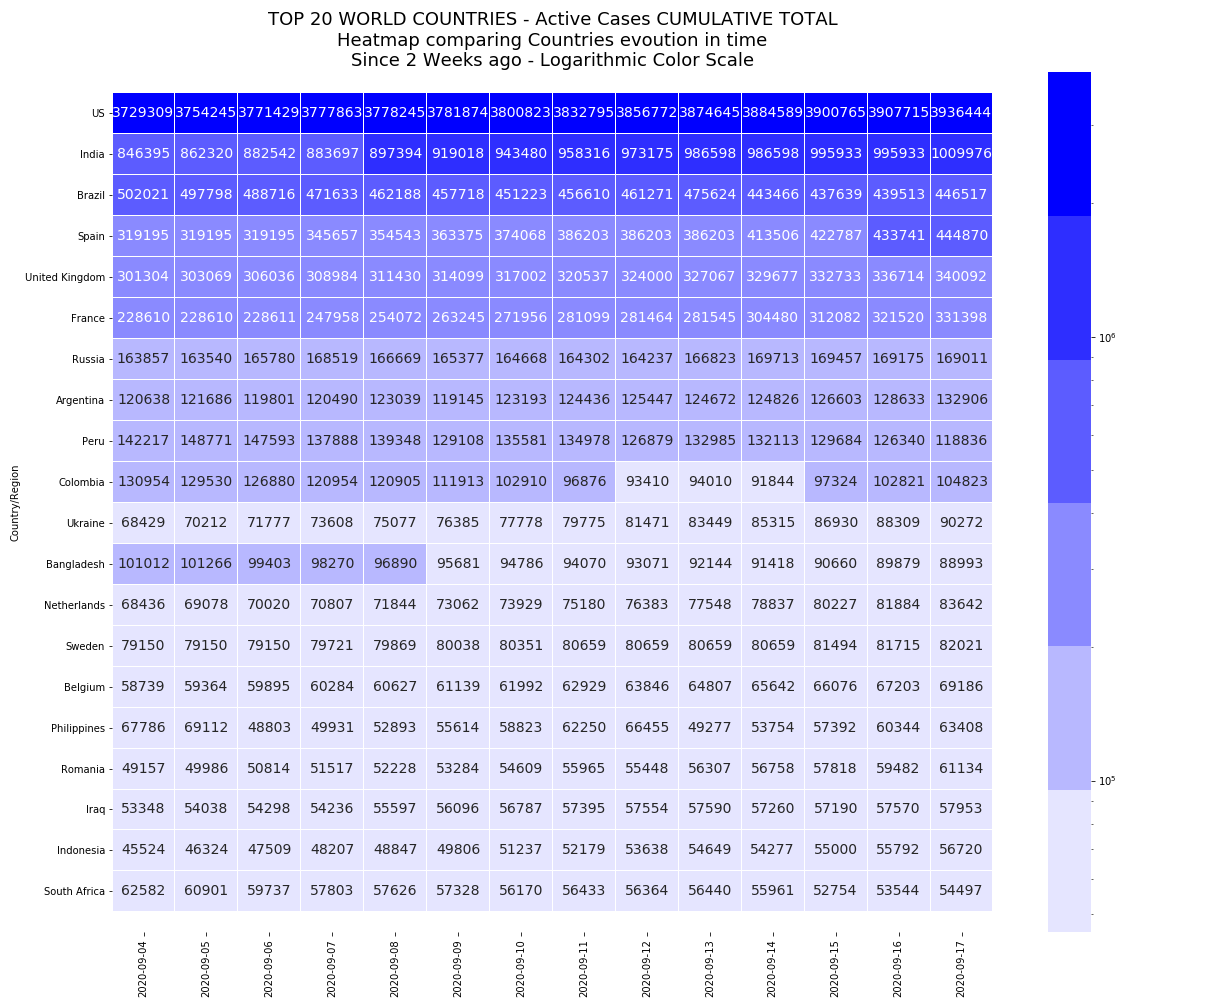 TOP 20 WORLD COUNTRIES - Active Cases CUMULATIVE TOTAL
Heatmap comparing Countries evoution in time
Since 2 Weeks ago - Logarithmic Color Scale
US 3729309 3754245 3771429 3777863 3778245 3781874 3800823 3832795 3856772 3874645 3884589 3900765 3907715 3936444
India 846395 862320 882542 883697 897394 919018 943480 958316 973175 986598 986598 995933 995933 1009976
Brazil 502021 497798 488716 471633 462188 457718 451223 456610 461271 475624 443466 437639 439513 446517
Spain 319195 319195 319195 345657 354543 363375 374068 386203 386203 386203 413506 422787 433741 444870
United Kingdom 301304 303069 306036 308984 311430 314099 317002 320537 324000 327067 329677 332733 336714 340092
France 228610 228610 228611 247958 254072 263245 271956 281099 281464 281545 304480 312082 321520 331398
Russia 163857 163540 165780 168519 166669 165377 164668 164302 164237 166823 169713 169457 169175 169011
Argentina 120638 121686 119801 120490 123039 119145 123193 124436 125447 124672 124826 126603 128633 132906
Peru 142217 148771 147593 137888 139348 129108 135581 134978 126879 132985 132113 129684 126340 118836
Colombia 130954 129530 126880 120954 120905 111913 102910 96876 93410 94010 91844 97324 102821 104823
Ukraine 68429 70212 71777 73608 75077 76385 77778 79775 81471 83449 85315 86930 88309 90272
Bangladesh 101012 101266 99403 98270 96890 95681 94786 94070 93071 92144 91418 90660 89879 88993
Netherlands 68436 69078 70020 70807 71844 73062 73929 75180 76383 77548 78837 80227 81884 83642
Sweden 79150 79150 79150 79721 79869 80038 80351 80659 80659 80659 80659 81494 81715 82021
Belgium 58739 59364 59895 60284 60627 61139 61992 62929 63846 64807 65642 66076 67203 69186
Philippines 67786 69112 48803 49931 52893 55614 58823 62250 66455 49277 53754 57392 60344 63408
Romania 49157 49986 50814 51517 52228 53284 54609 55965 55448 56307 56758 57818 59482 61134
Iraq 53348 54038 54298 54236 55597 56096 56787 57395 57554 57590 57260 57190 57570 57953
Indonesia 45524 46324 47509 48207 48847 49806 51237 52179 53638 54649 54277 55000 55792 56720
South Africa 62582 60901 59737 57803 57626 57328 56170 56433 56364 56440 55961 52754 53544 54497
Country/Region
2020-09-04 2020-09-05 2020-09-06 2020-09-07 2020-09-08 2020-09-09 2020-09-10 2020-09-11 2020-09-12 2020-09-13 2020-09-14 2020-09-15 2020-09-16 2020-09-17
10⁶
10⁵